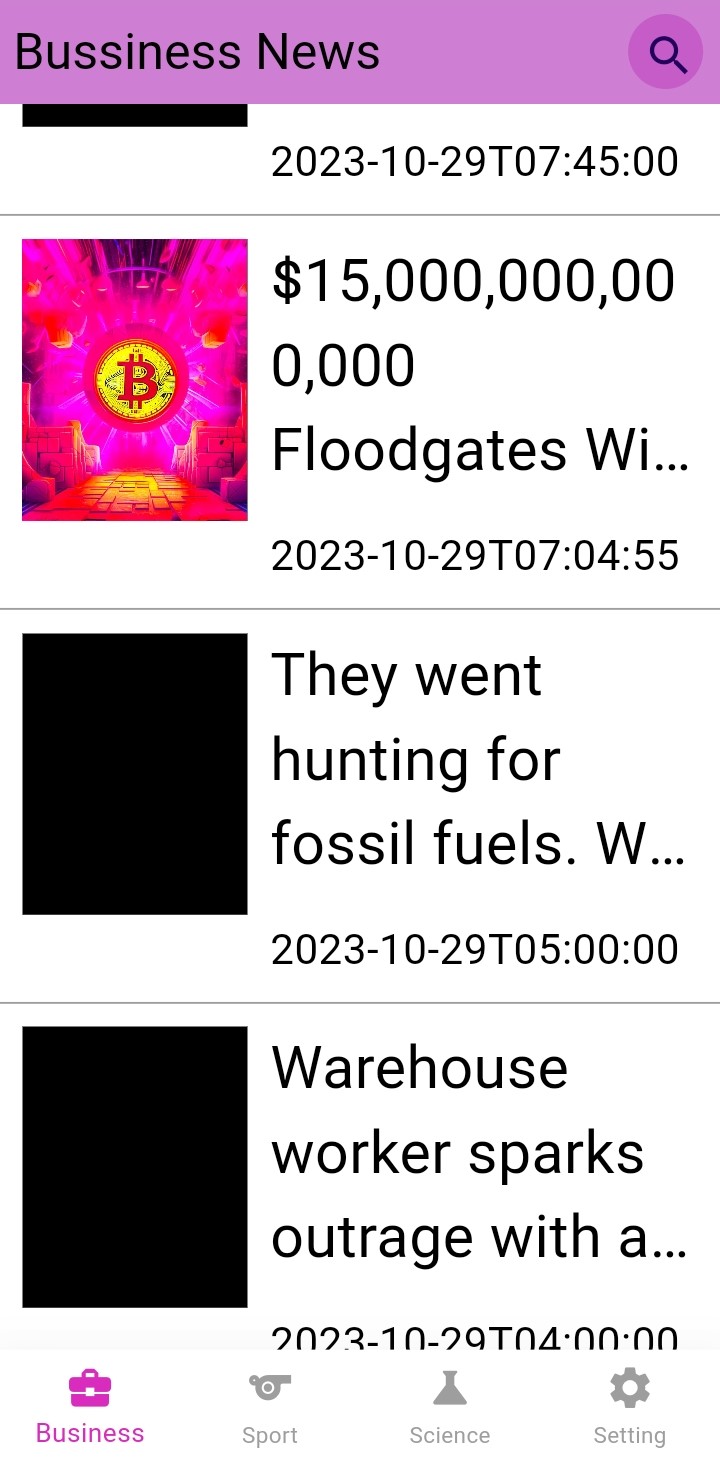 Bussiness News
2023-10-29T07:45:00
$15,000,000,00
0,000
Floodgates Wi...
2023-10-29T07:04:55
They went
hunting for
fossil fuels. W...
2023-10-29T05:00:00
Warehouse
worker sparks
outrage with a...
2023-10-29T04:00:00
Business
Sport
Science
Setting